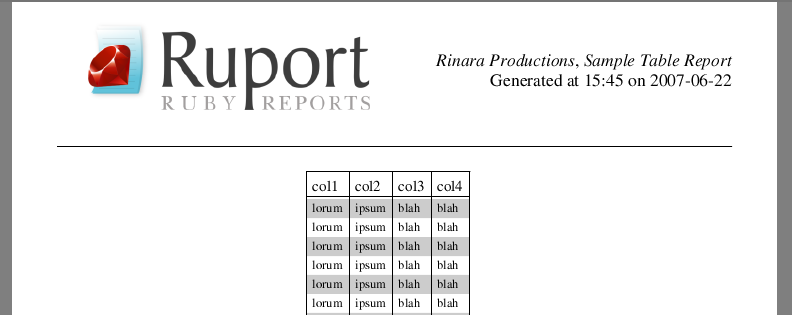 Ruport
RUBY REPORTS
Rinara Productions, Sample Table Report
Generated at 15:45 on 2007-06-22
col1 col2 col3 col4
lorum ipsum blah blah
lorum ipsum blah blah
lorum ipsum blah blah
lorum ipsum blah blah
lorum ipsum blah blah
lorum ipsum blah blah